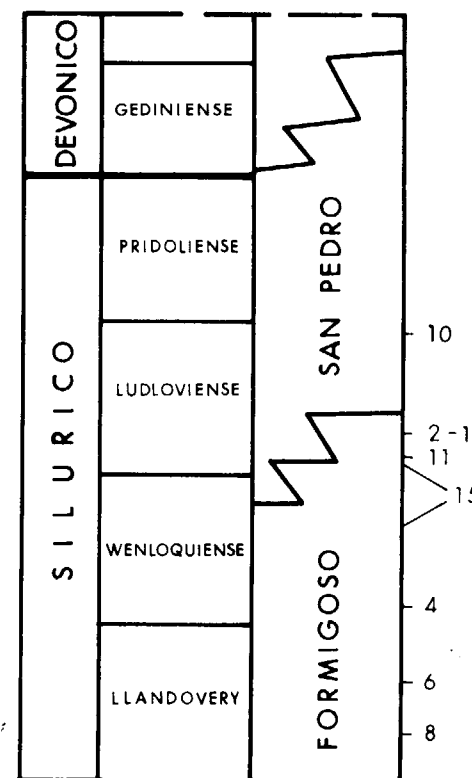 DEVONICO
GEDINIENSE
SILURICO
PRIDOLIENSE
LUDLOVIENSE
WENLOQUIENSE
LLANDOVERY
SAN PEDRO
FORMIGOSO
10
2-1
11
15
4
6
8